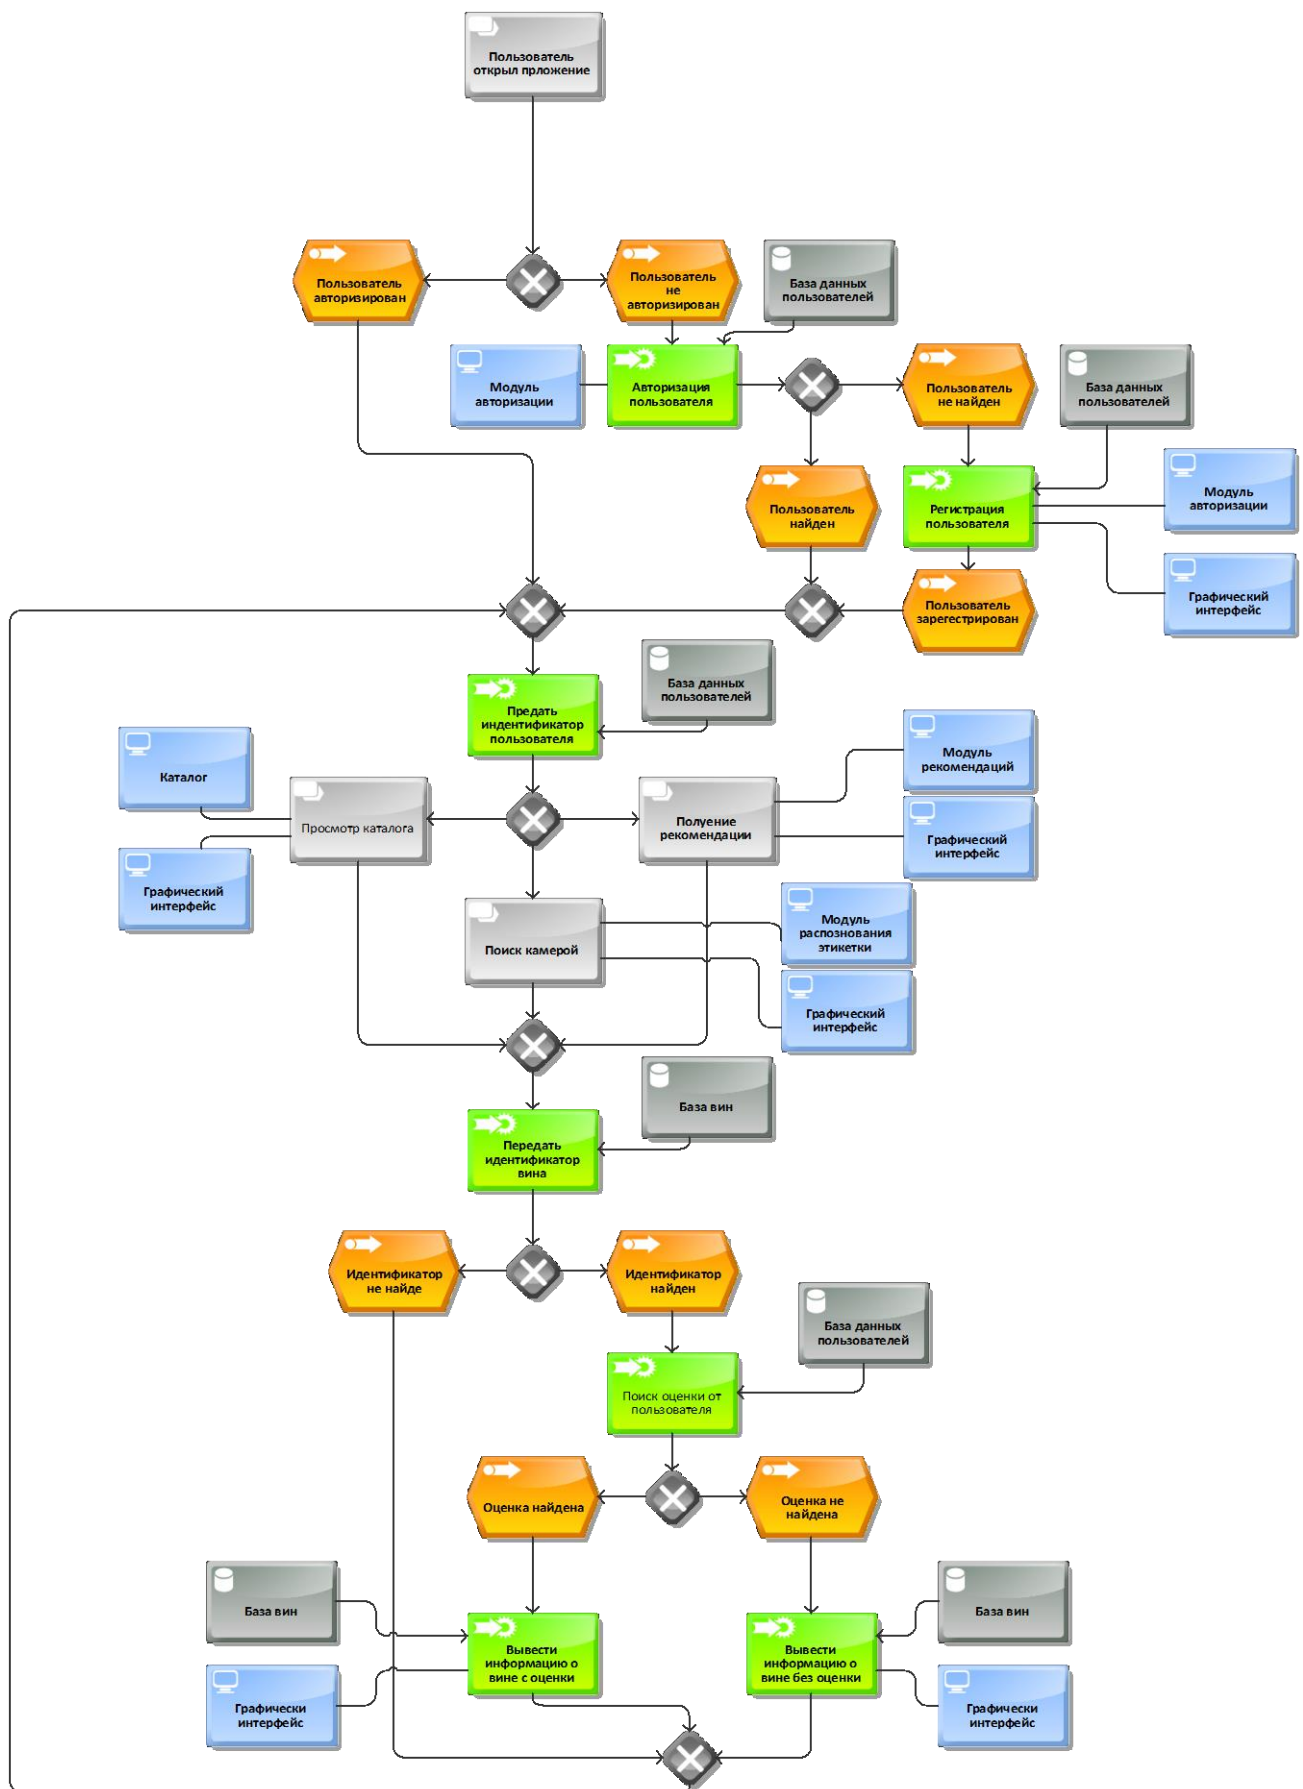 Пользователь
открыл прложение
Пользователь
авторизирован
Пользователь
не
авторизирован
База данных
пользователей
Модуль
авторизации
Авторизация
пользователя
Пользователь
не найден
База данных
пользователей
Пользователь
найден
Регистрация
пользователя
Модуль
авторизации
Графический
интерфейс
Пользователь
зарегестрирован
База данных
пользователей
Предать
индентификатор
пользователя
Каталог
Модуль
рекомендаций
Просмотр каталога
Полуение
рекомендации
Графический
интерфейс
Графический
интерфейс
Поиск камерой
Модуль
распознования
этикетки
Графический
интерфейс
База вин
Передать
идентификатор
вина
Идентификатор
не найде
Идентификатор
найден
База данных
пользователей
Поиск оценки от
пользователя
Оценка найдена
Оценка не
найдена
База вин
База вин
Вывести
информацию о
вине с оценки
Вывести
информацию о
вине без оценки
Графически
интерфейс
Графически
интерфейс